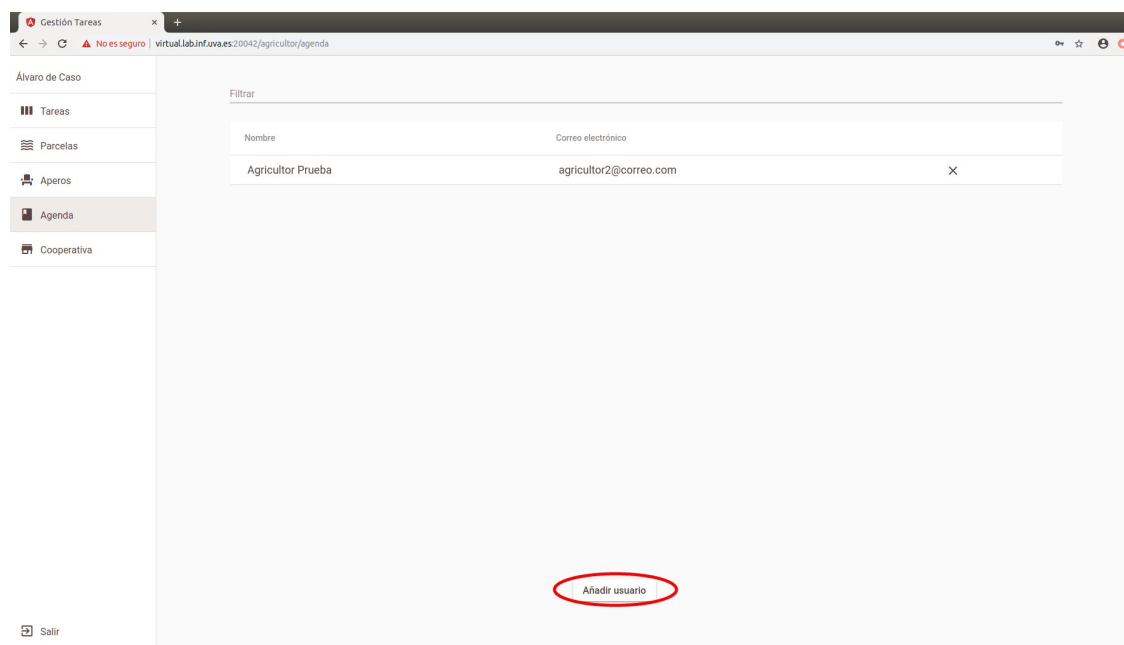 Gestión Tareas
No es seguro
virtual.lab.inf.uva.es:20042/agricultor/agenda
Álvaro de Caso
Tareas
Parcelas
Aperos
Agenda
Cooperativa
Salir
Filtrar
Nombre Correo electrónico
Agricultor Prueba agricultor2@correo.com
Añadir usuario